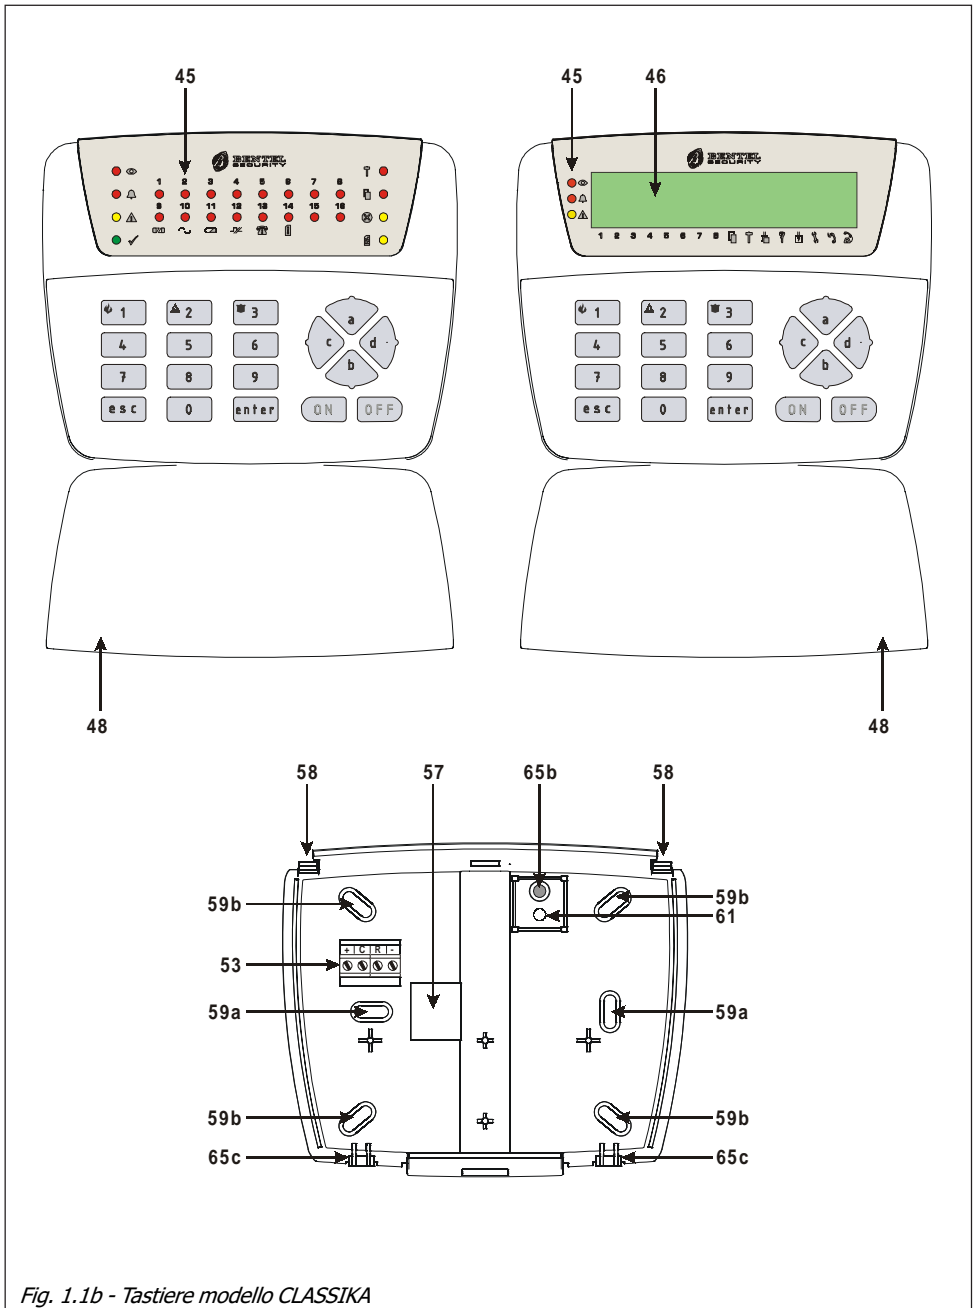 45
45 46
BENTEL
SECURITY
1 2 3 4 5 6 7 8
9 10 11 12 13 14 15 16
1 2 3
4 5 6
7 8 9
esc 0 enter
a
c d
b
ON OFF
BENTEL
SECURITY
1 2 3 4 5 6 7 8
1 2 3
4 5 6
7 8 9
esc 0 enter
a
c d
b
ON OFF
48 48
58 57 65b 58
59b 59b
61
+ C R -
53
59a 59a
59b 59b
65c 65c
Fig. 1.1b - Tastiere modello CLASSIKA